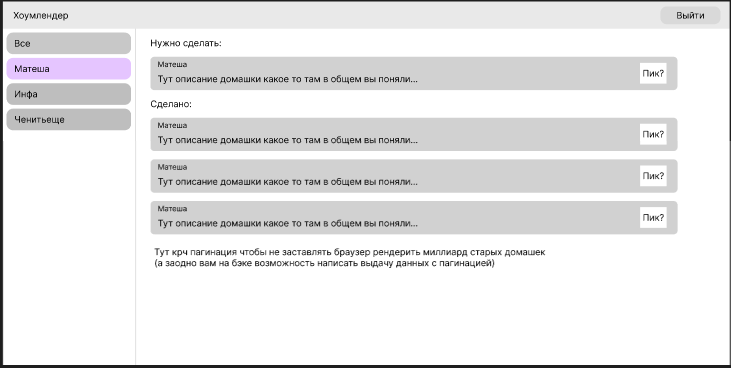 Хоумлендер
Выйти
Все
Матеша
Инфа
Ченитьеще
Нужно сделать:
Матеша
Тут описание домашки какое то там в общем вы поняли...
Пик?
Сделано:
Матеша
Тут описание домашки какое то там в общем вы поняли...
Пик?
Матеша
Тут описание домашки какое то там в общем вы поняли...
Пик?
Матеша
Тут описание домашки какое то там в общем вы поняли...
Пик?
Тут крч пагинация чтобы не заставлять браузер рендерить миллиард старых домашек
(а заодно вам на бэке возможность написать выдачу данных с пагинацией)